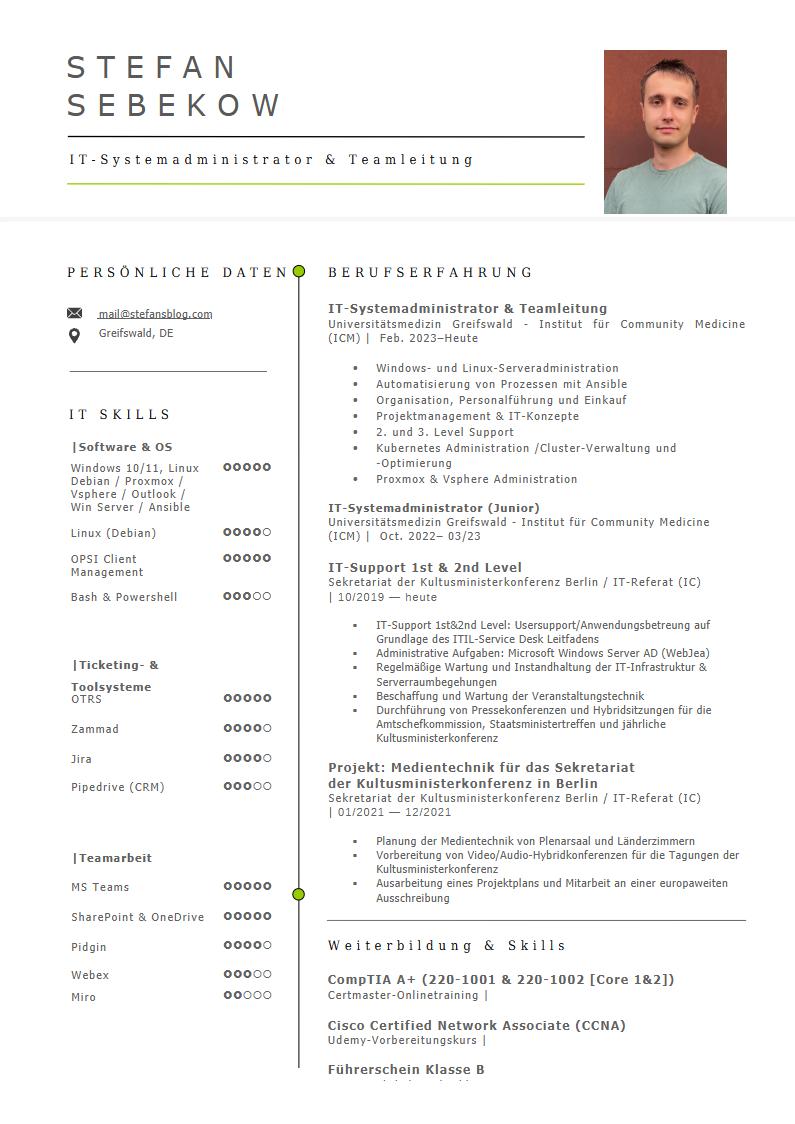 STEFAN
SEBEKOW
IT-Systemadministrator & Teamleitung
PERSÖNLICHE DATEN
mail@stefansblog.com
Greifswald, DE
IT SKILLS
|Software & OS
Windows 10/11, Linux
Debian / Proxmox /
Vsphere / Outlook /
Win Server / Ansible
Linux (Debian)
OPSI Client
Management
Bash & Powershell
|Ticketing- &
Toolsysteme
OTRS
Zammad
Jira
Pipedrive (CRM)
|Teamarbeit
MS Teams
SharePoint & OneDrive
Pidgin
Webex
Miro
BERUFSERFAHRUNG
IT-Systemadministrator & Teamleitung
Universitätsmedizin Greifswald - Institut für Community Medicine
(ICM) | Feb. 2023–Heute
▪ Windows- und Linux-Serveradministration
▪ Automatisierung von Prozessen mit Ansible
▪ Organisation, Personalführung und Einkauf
▪ Projektmanagement & IT-Konzepte
▪ 2. und 3. Level Support
▪ Kubernetes Administration /Cluster-Verwaltung und
-Optimierung
▪ Proxmox & Vsphere Administration
IT-Systemadministrator (Junior)
Universitätsmedizin Greifswald - Institut für Community Medicine
(ICM) | Oct. 2022– 03/23
IT-Support 1st & 2nd Level
Sekretariat der Kultusministerkonferenz Berlin / IT-Referat (IC)
| 10/2019 — heute
▪ IT-Support 1st&2nd Level: Usersupport/Anwendungsbetreung auf
Grundlage des ITIL-Service Desk Leitfadens
▪ Administrative Aufgaben: Microsoft Windows Server AD (WebJea)
▪ Regelmäßige Wartung und Instandhaltung der IT-Infrastruktur &
Serverraumbegehungen
▪ Beschaffung und Wartung der Veranstaltungstechnik
▪ Durchführung von Pressekonferenzen und Hybridsitzungen für die
Amtschefkommission, Staatsministertreffen und jährliche
Kultusministerkonferenz
Projekt: Medientechnik für das Sekretariat
der Kultusministerkonferenz in Berlin
Sekretariat der Kultusministerkonferenz Berlin / IT-Referat (IC)
| 01/2021 — 12/2021
▪ Planung der Medientechnik von Plenarsaal und Länderzimmern
▪ Vorbereitung von Video/Audio-Hybridkonferenzen für die Tagungen der
Kultusministerkonferenz
▪ Ausarbeitung eines Projektplans und Mitarbeit an einer europaweiten
Ausschreibung
Weiterbildung & Skills
CompTIA A+ (220-1001 & 220-1002 [Core 1&2])
Certmaster-Onlinetraining |
Cisco Certified Network Associate (CCNA)
Udemy-Vorbereitungskurs |
Führerschein Klasse B